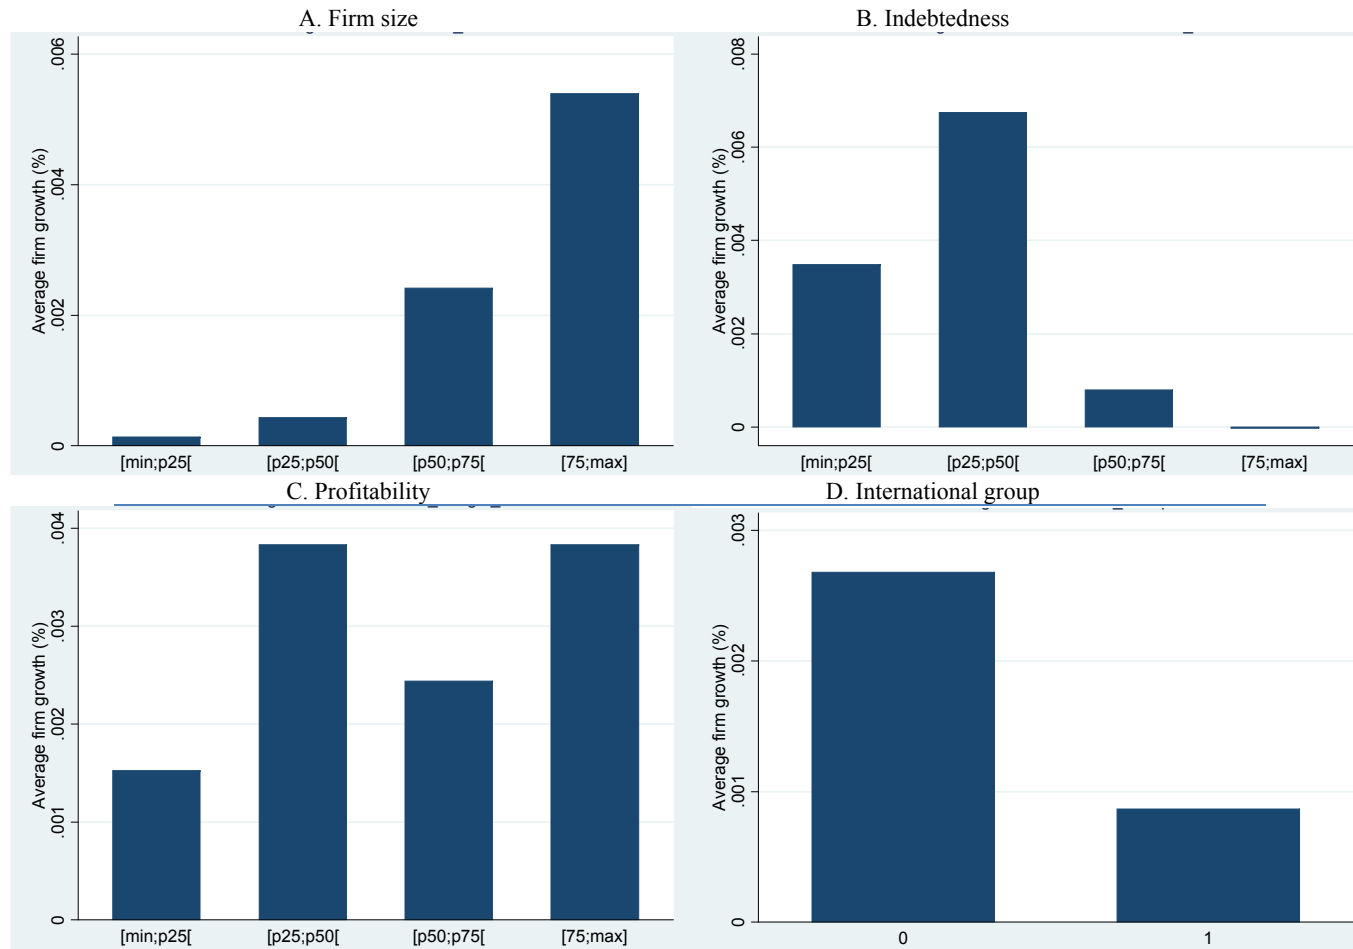 A. Firm size
B. Indebtedness
Average firm growth (%)
.006
.004
.002
0
[min;p25[ [p25;p50[ [p50;p75[ [75;max]
Average firm growth (%)
.008
.006
.004
.002
0
[min;p25[ [p25;p50[ [p50;p75[ [75;max]
C. Profitability
D. International group
Average firm growth (%)
.004
.003
.002
.001
0
[min;p25[ [p25;p50[ [p50;p75[ [75;max]
Average firm growth (%)
.003
.002
.001
0
0 1